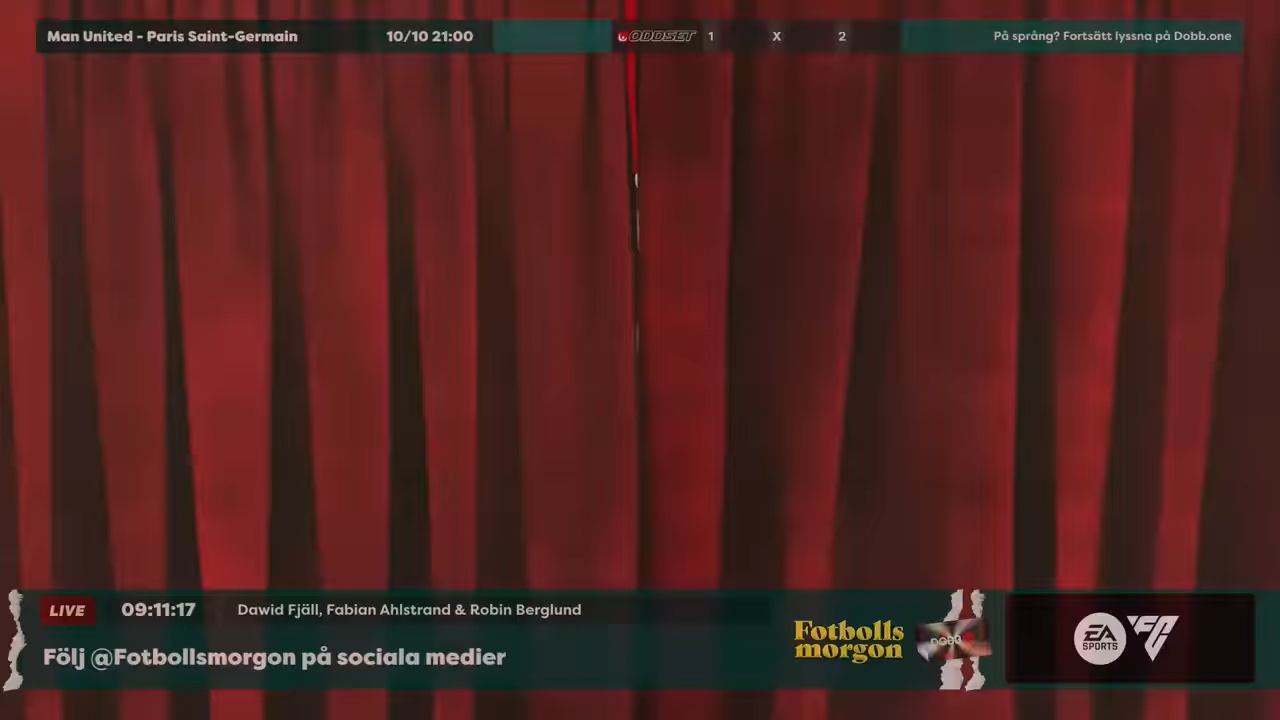 Man United - Paris Saint-Germain 10/10 21:00 ODDSET 1 X 2 På språng? Fortsätt lyssna på Dobb.one
LIVE 09:11:17 Dawid Fjäll, Fabian Ahlstrand & Robin Berglund
Följ @Fotbollsmorgon på sociala medier
Fotbolls
morgon
EA
SPORTS
FC